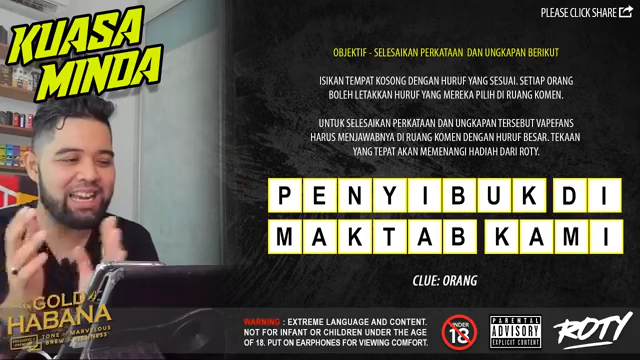 PLEASE CLICK SHARE
KUASA
MINDA
OBJEKTIF - SELESAIKAN PERKATAAN DAN UNGKAPAN BERIKUT
ISIKAN TEMPAT KOSONG DENGAN HURUF YANG SESUAI. SETIAP ORANG
BOLEH LETAKKAN HURUF YANG MEREKA PILIH DI RUANG KOMEN.
UNTUK SELESAIKAN PERKATAAN DAN UNGKAPAN TERSEBUT VAPEFANS
HARUS MENJAWABNYA DI RUANG KOMEN DENGAN HURUF BESAR. TEKAAN
YANG TEPAT AKAN MEMENANGI HADIAH DARI ROTY.
PENYIBUK DI
MAKTAB KAMI
CLUE: ORANG
GOLD
HABANA
TONE OF MARVELOUS
WARNING : EXTREME LANGUAGE AND CONTENT.
NOT FOR INFANT OR CHILDREN UNDER THE AGE
OF 18. PUT ON EARPHONES FOR VIEWING COMFORT.
UNDER
18
PARENTAL
ADVISORY
EXPLICIT CONTENT
ROTY